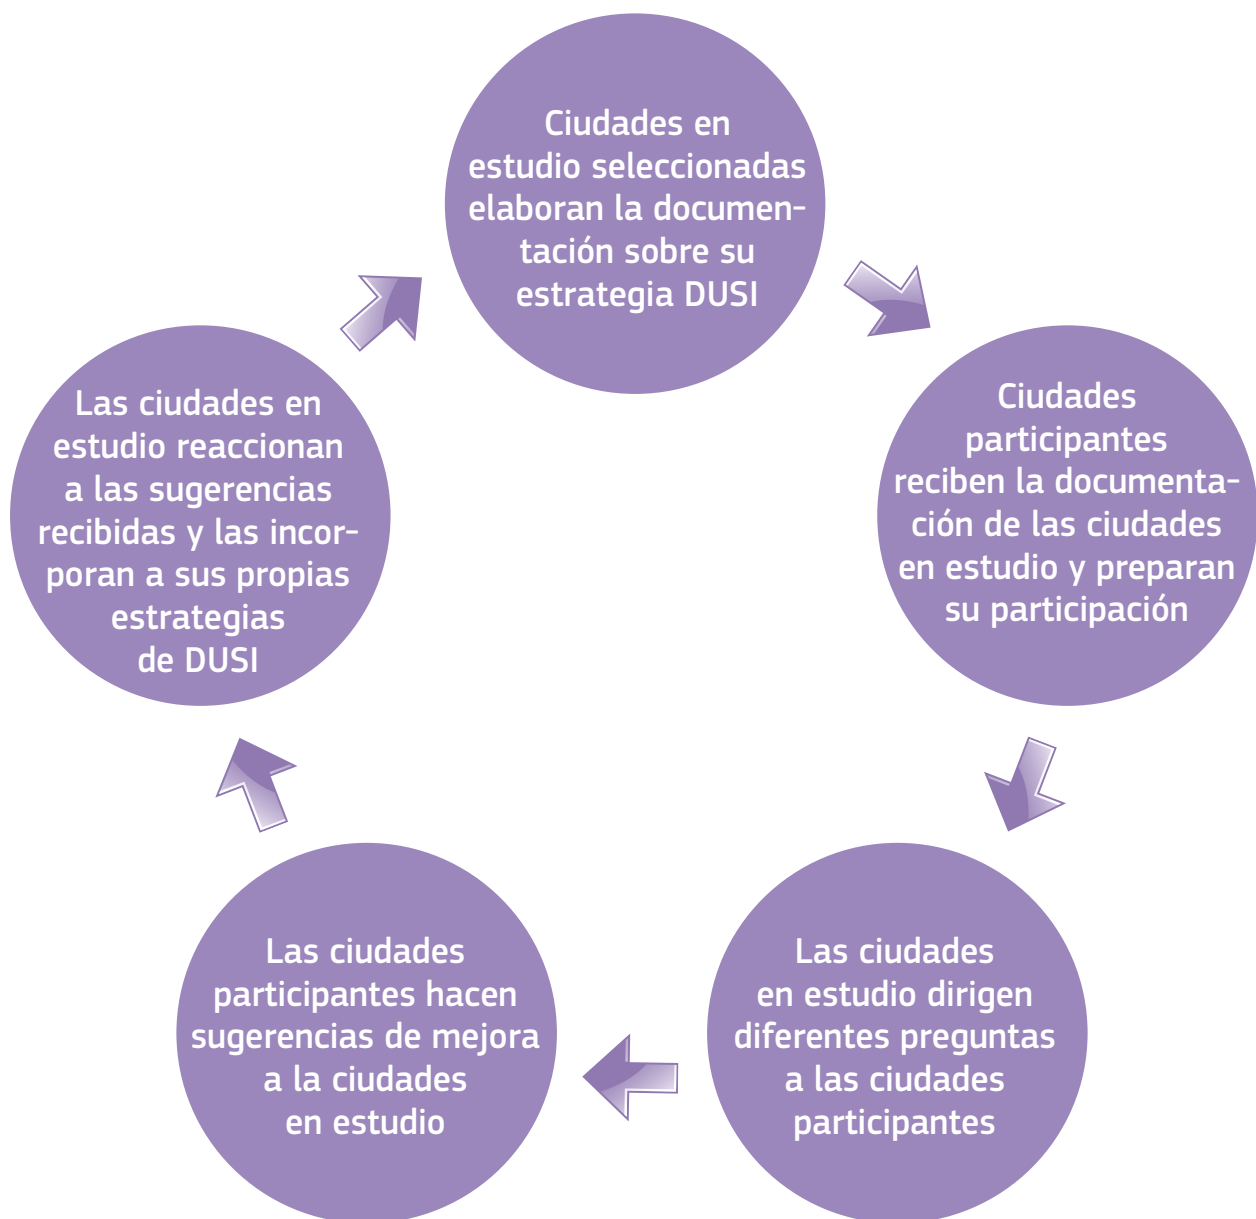 Ciudades en
estudio seleccionadas
elaboran la documen-
tación sobre su
estrategia DUSI
Ciudades
participantes
reciben la documenta-
ción de las ciudades
en estudio y preparan
su participación
Las ciudades
en estudio dirigen
diferentes preguntas
a las ciudades
participantes
Las ciudades
participantes hacen
sugerencias de mejora
a la ciudades
en estudio
Las ciudades en
estudio reaccionan
a las sugerencias
recibidas y las incor-
poran a sus propias
estrategias
de DUSI